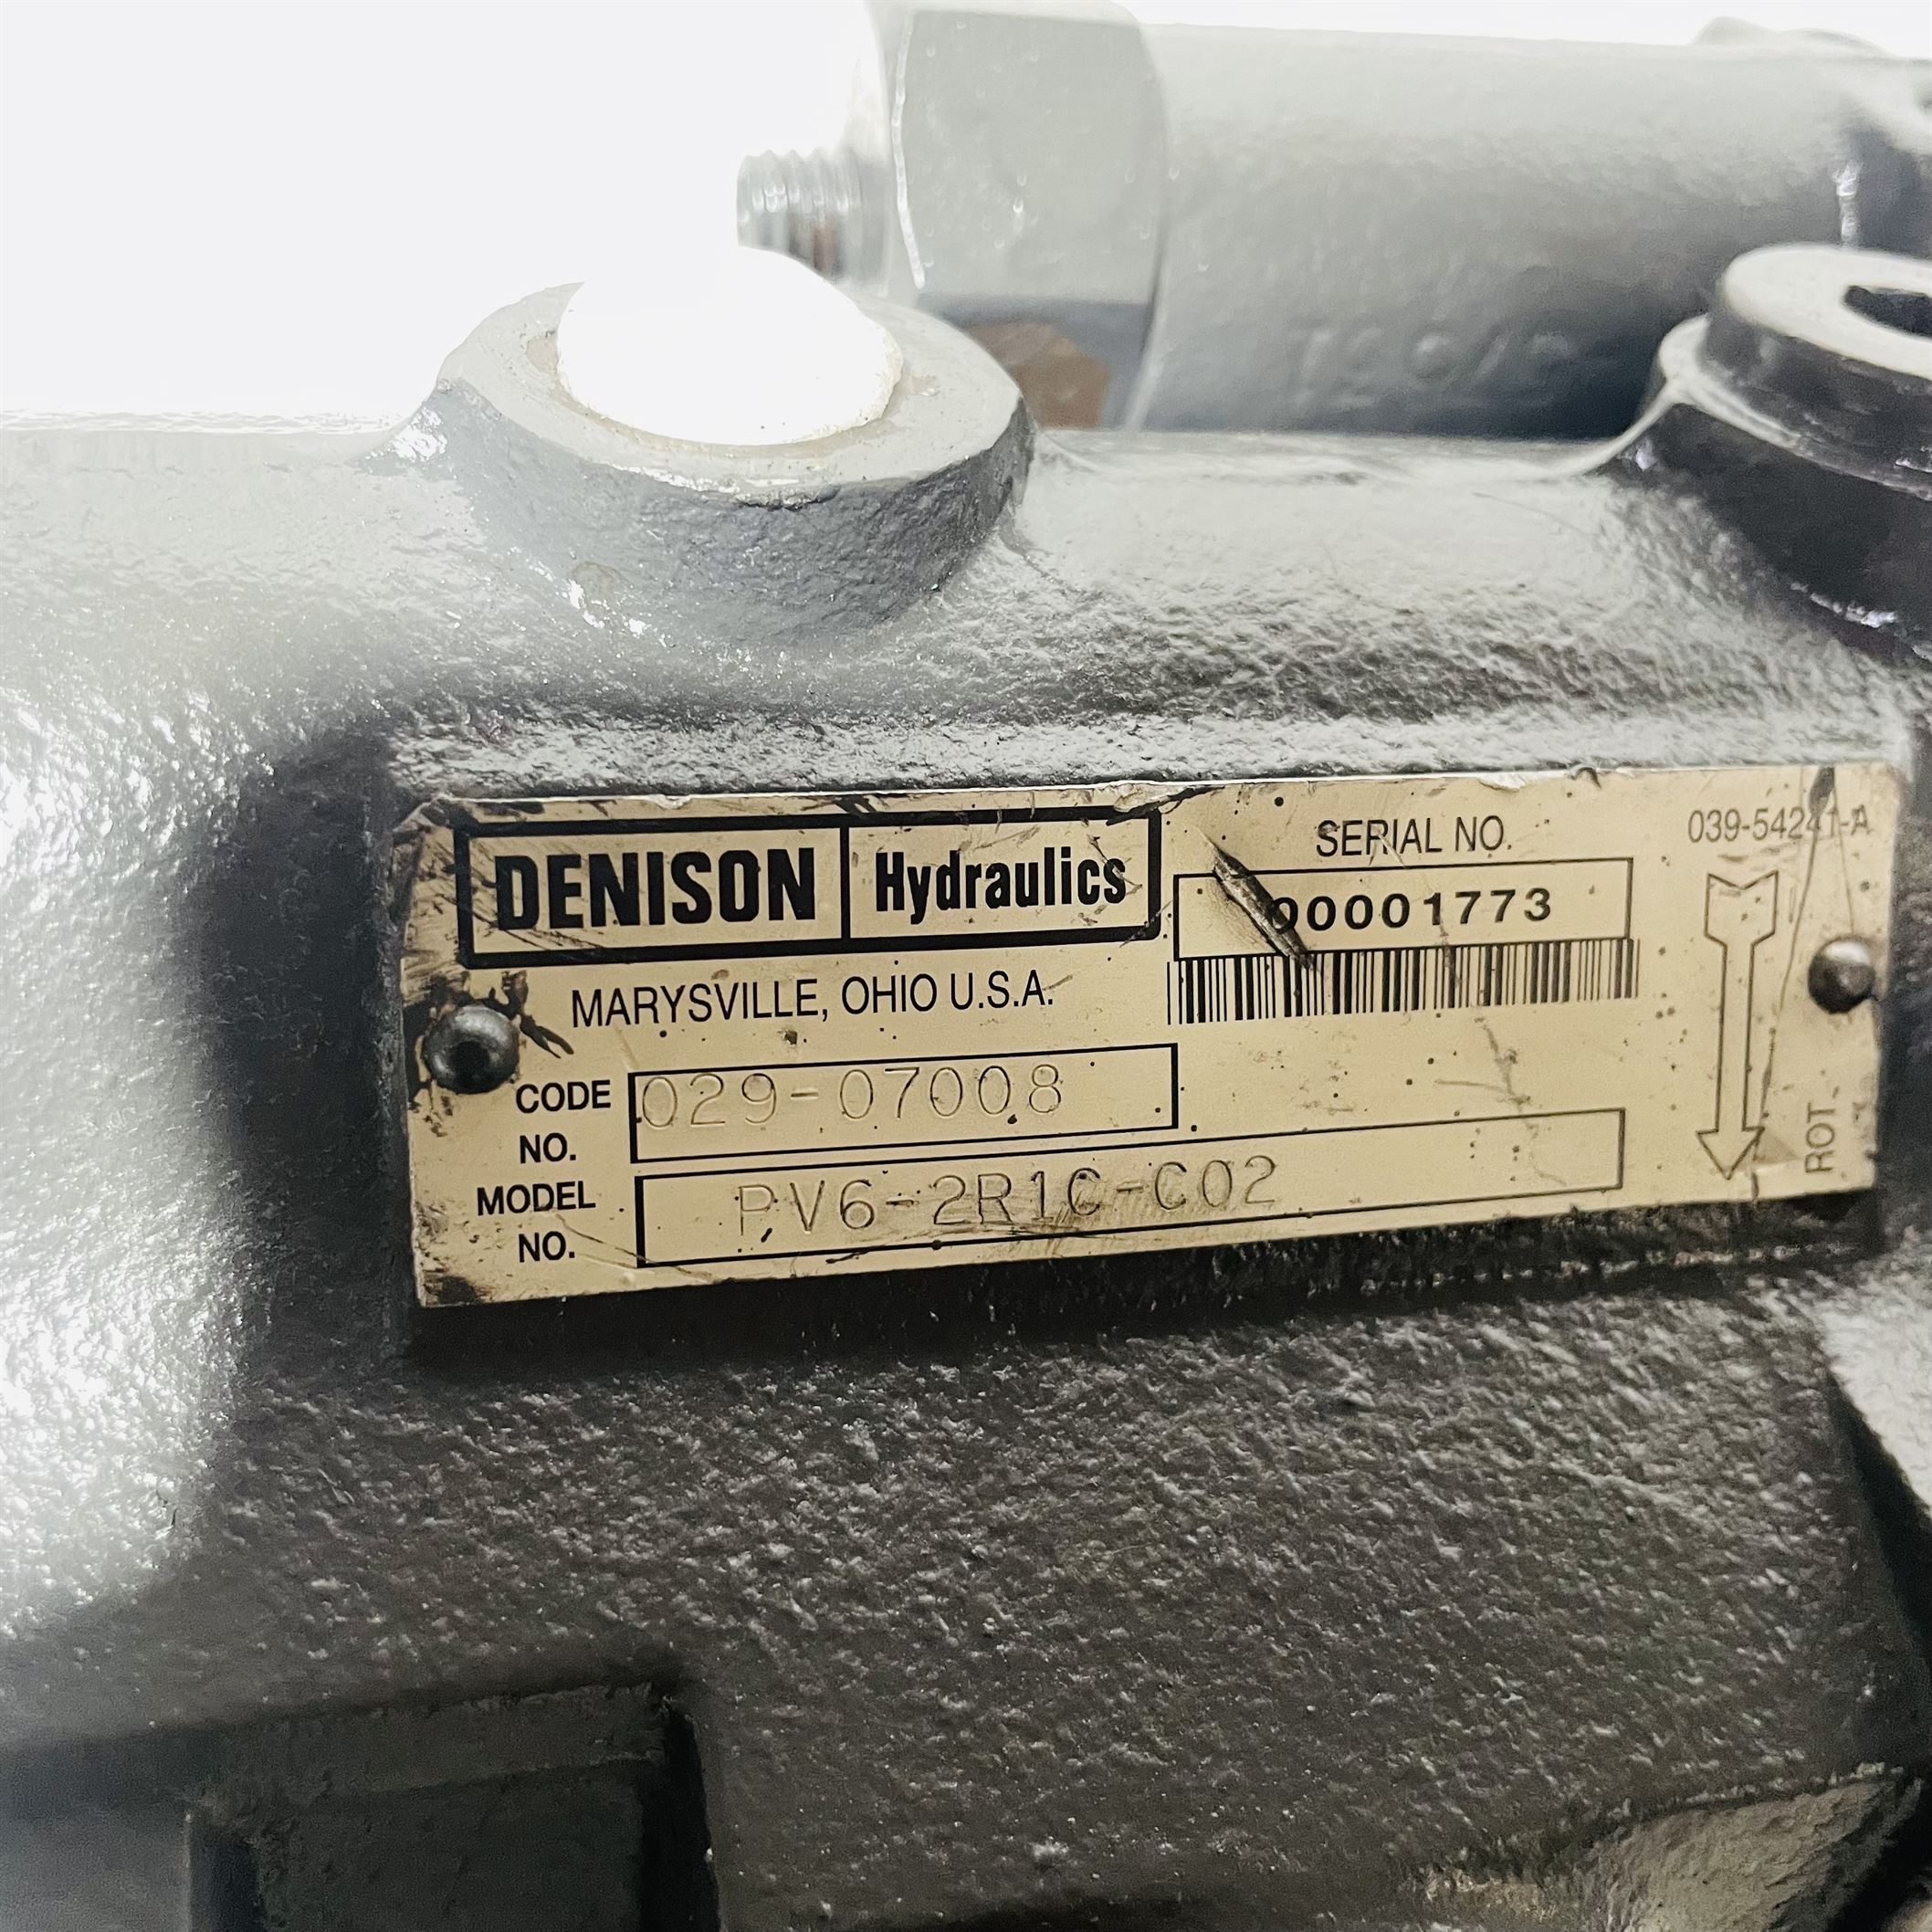 DENISON Hydraulics
MARYSVILLE, OHIO U.S.A.
SERIAL NO.
00001773
039-54241-A
CODE NO.
029-07008
MODEL NO.
PV6-2R1C-C02
ROT.